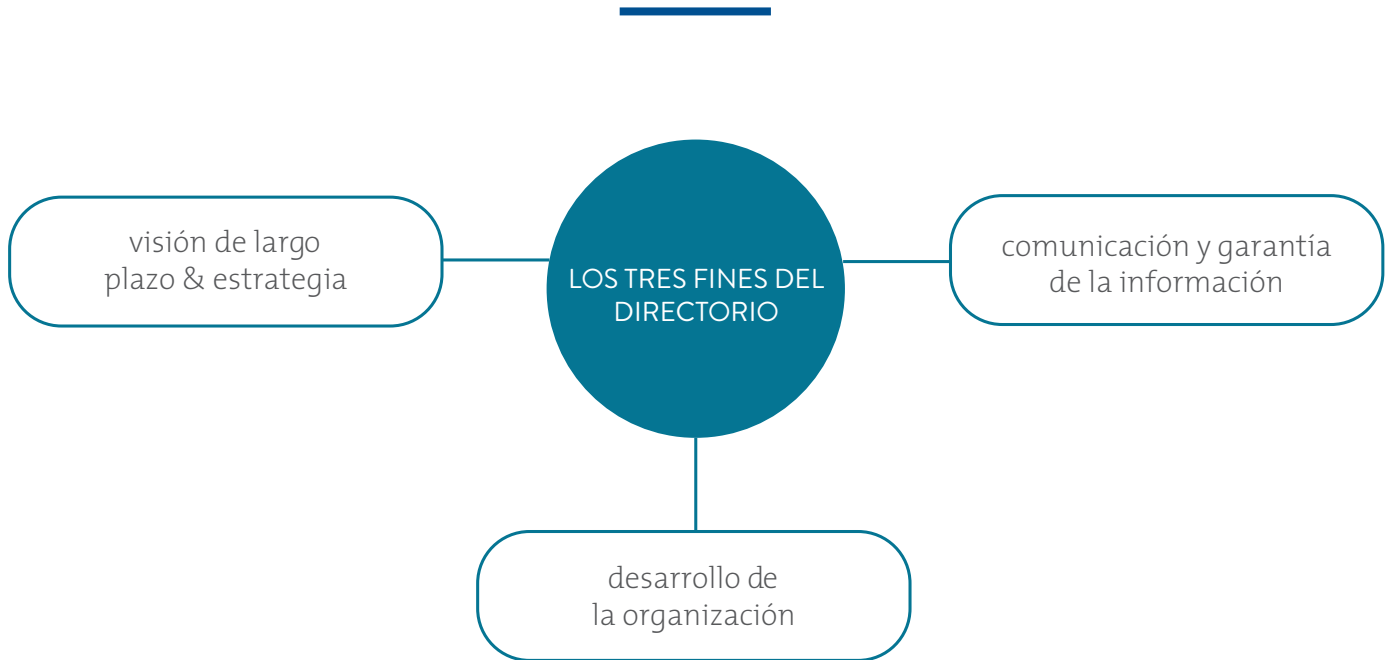 visión de largo
plazo & estrategia
LOS TRES FINES DEL
DIRECTORIO
comunicación y garantía
de la información
desarrollo de
la organización